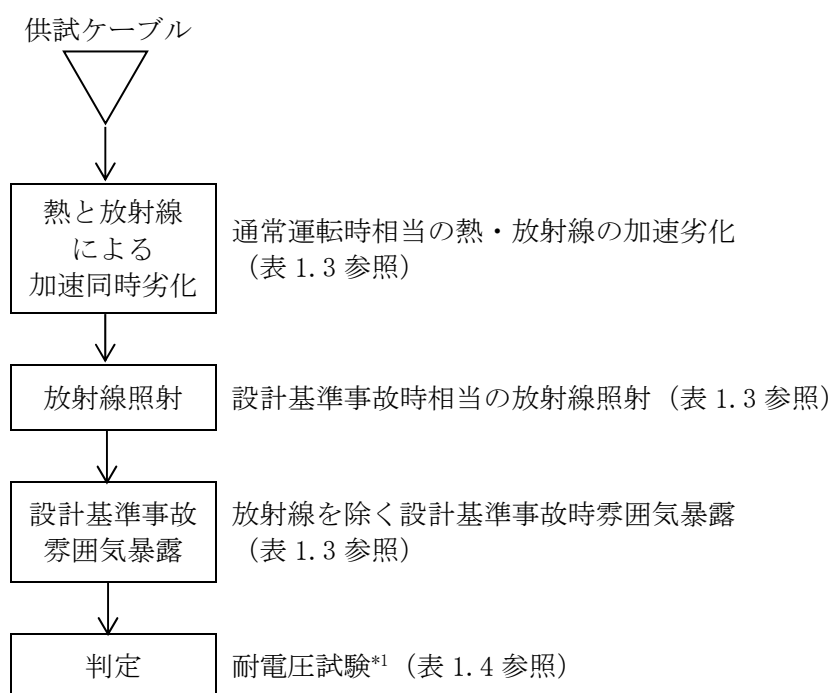 供試ケーブル
熱と放射線
による
加速同時劣化
通常運転時相当の熱・放射線の加速劣化
（表 1.3 参照）
放射線照射
設計基準事故時相当の放射線照射（表 1.3 参照）
設計基準事故
雰囲気暴露
放射線を除く設計基準事故時雰囲気暴露
（表 1.3 参照）
判定
耐電圧試験*1（表 1.4 参照）